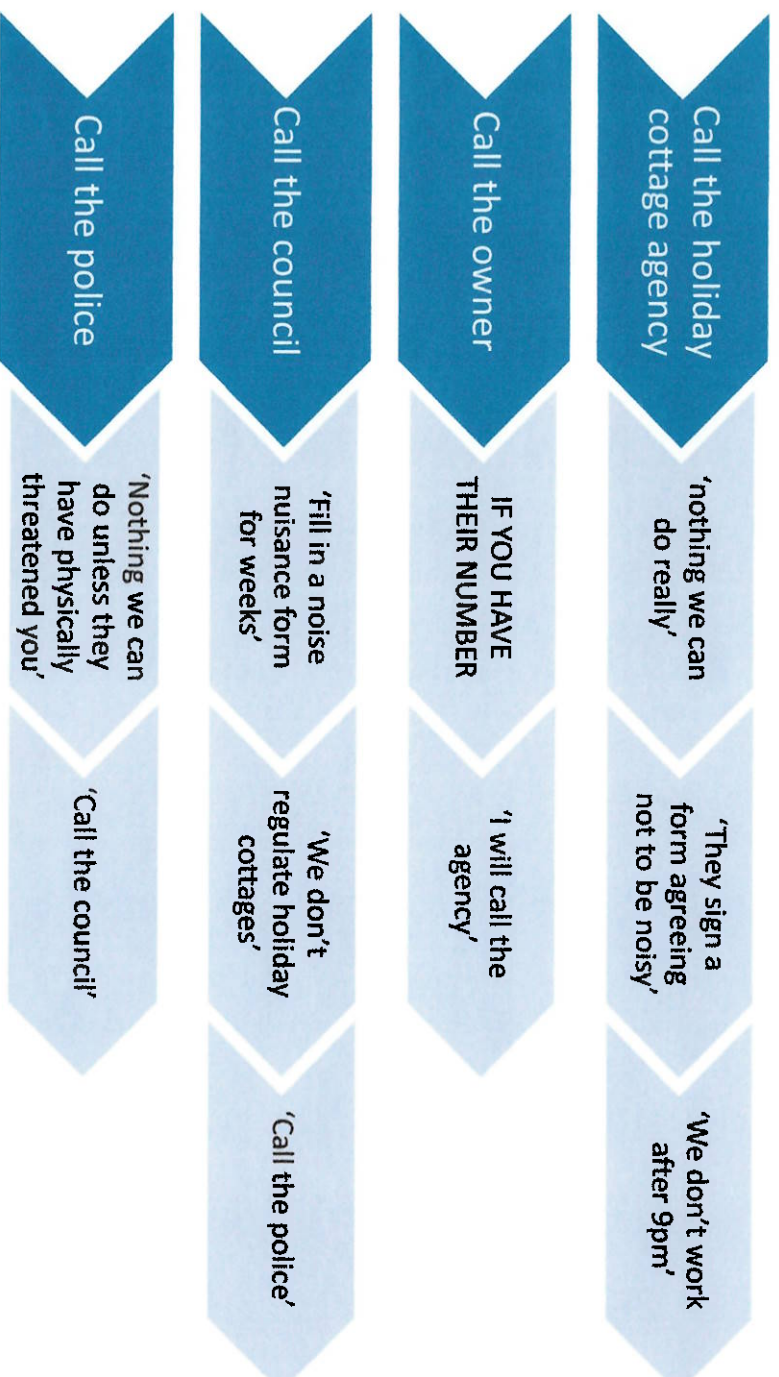 Call the holiday
cottage agency
'nothing we can
do really'
'They sign a
form agreeing
not to be noisy'
'We don't work
after 9pm'
Call the owner
IF YOU HAVE
THEIR NUMBER
'I will call the
agency'
Call the council
'Fill in a noise
nuisance form
for weeks'
'We don't
regulate holiday
cottages'
'Call the police'
Call the police
'Nothing we can
do unless they
have physically
threatened you'
'Call the council'